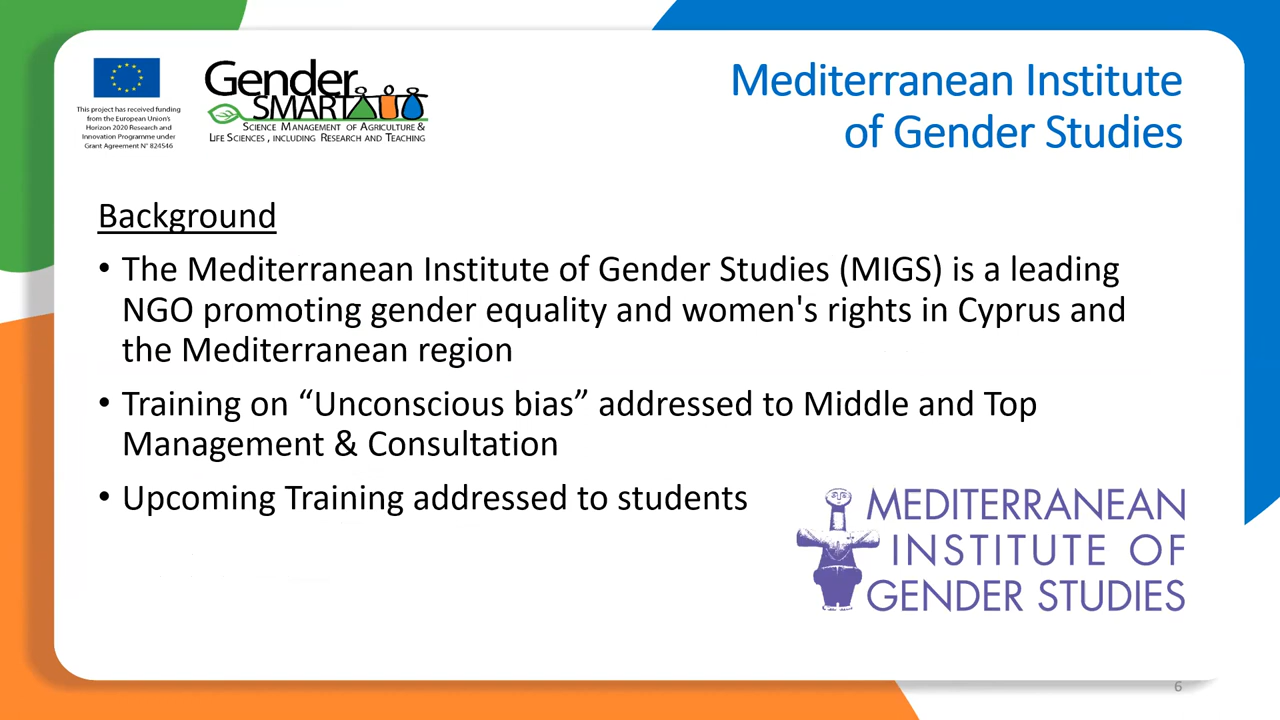 This project has received funding
from the European Union's
Horizon 2020 Research and
Innovation Programme under
Grant Agreement N° 824546
Gender
SMART
SCIENCE MANAGEMENT OF AGRICULTURE &
LIFE SCIENCES, INCLUDING RESEARCH AND TEACHING
Mediterranean Institute
of Gender Studies
Background
• The Mediterranean Institute of Gender Studies (MIGS) is a leading
NGO promoting gender equality and women's rights in Cyprus and
the Mediterranean region
• Training on “Unconscious bias” addressed to Middle and Top
Management & Consultation
• Upcoming Training addressed to students
MEDITERRANEAN
INSTITUTE OF
GENDER STUDIES
6